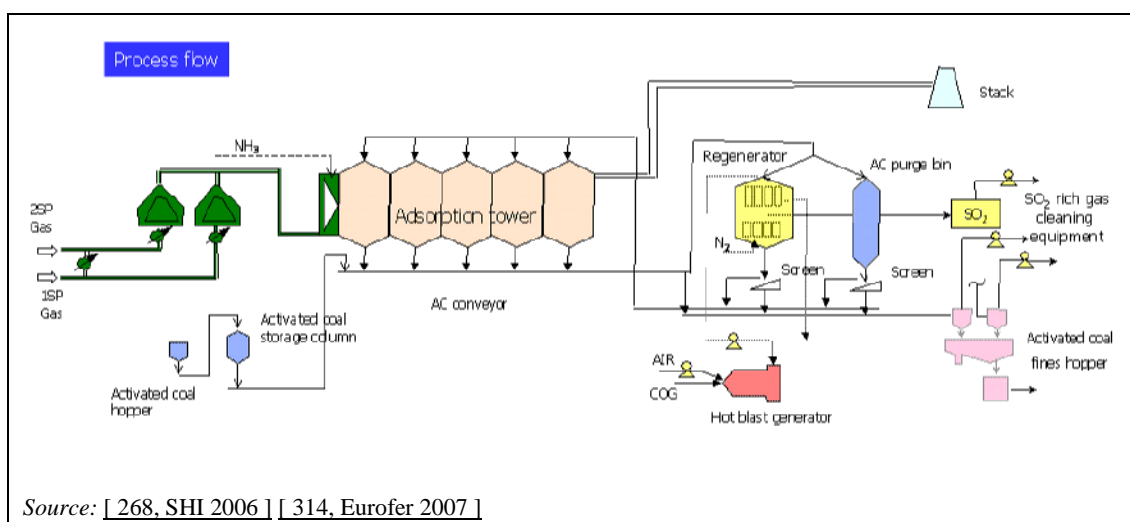 Process flow
Stack
NH₃
Regenerator
AC purge bin
2SP
Gas
Adsorption tower
SO₂
SO₂ rich gas
cleaning
equipment
N₂
1SP
Gas
Screen
Screen
AC conveyor
Activated coal
storage column
Activated coal
fines hopper
AIR
COG
Activated coal
hopper
Hot blast generator
Source: [ 268, SHI 2006 ] [ 314, Eurofer 2007 ]